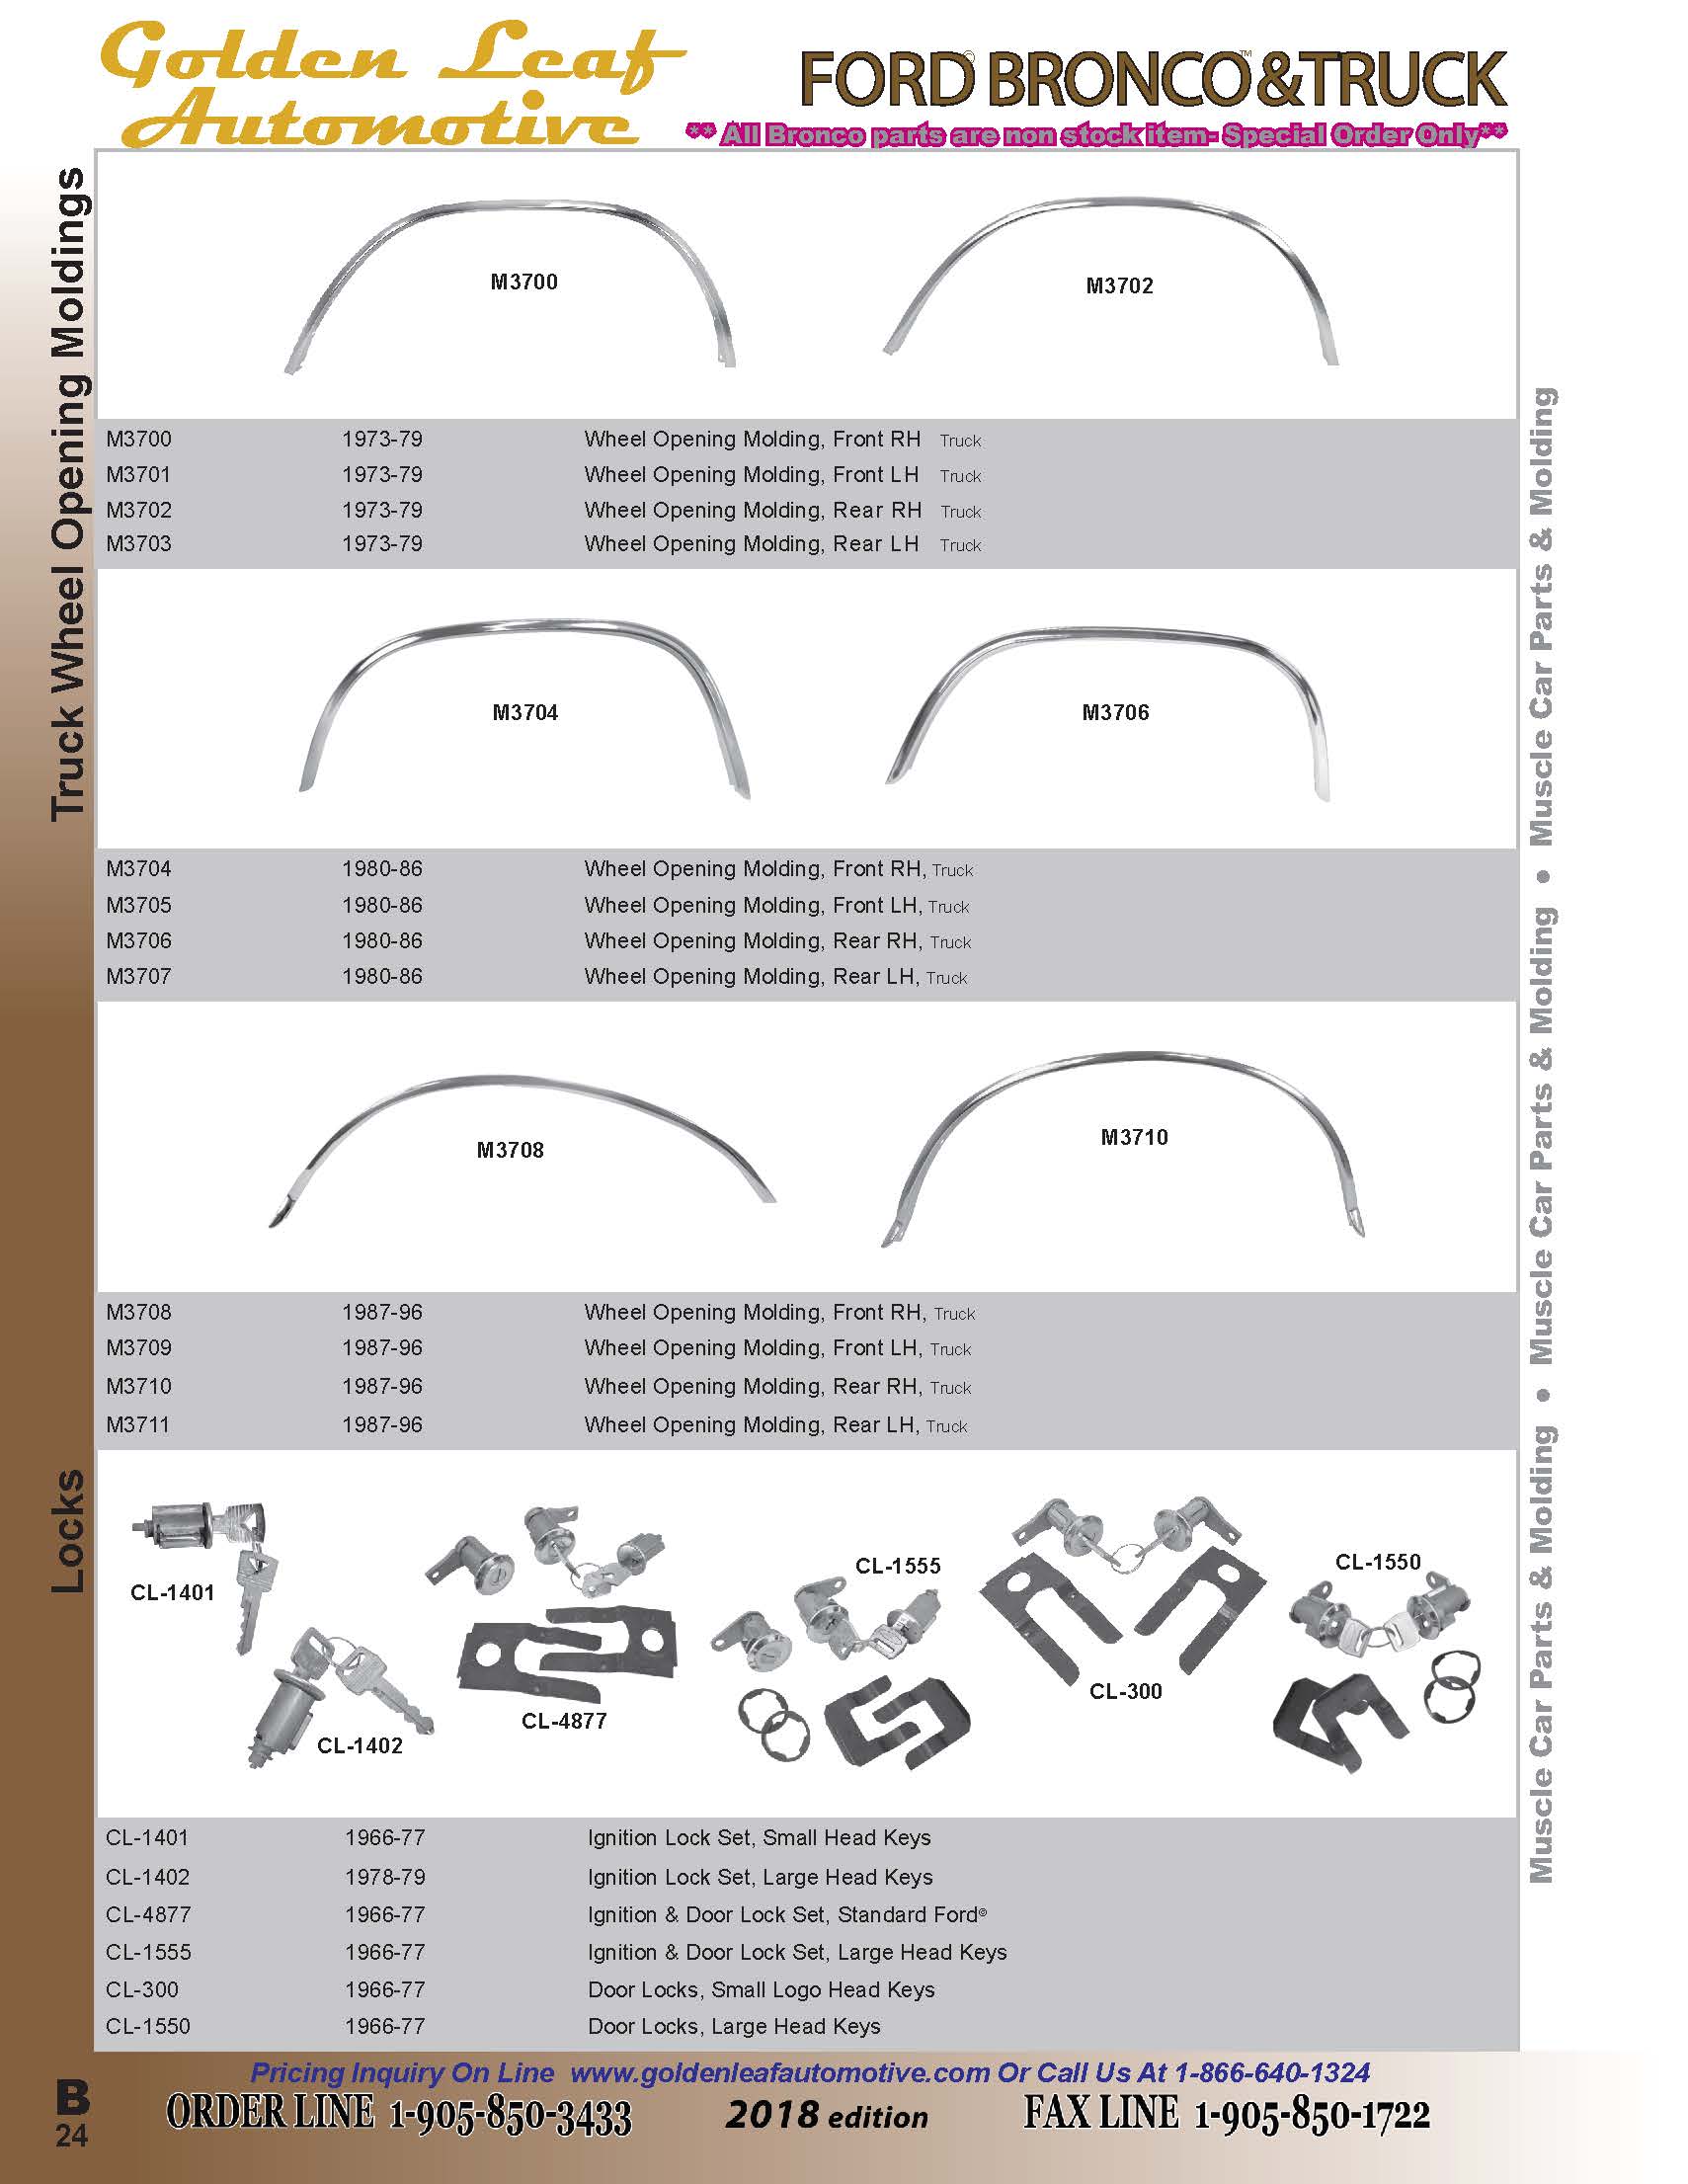 Golden Leaf
Automotive
FORD© BRONCO™&TRUCK
** All Bronco parts are non stock item- Special Order Only**
Truck Wheel Opening Moldings
M3700
M3702
M3700 1973-79 Wheel Opening Molding, Front RH Truck
M3701 1973-79 Wheel Opening Molding, Front LH Truck
M3702 1973-79 Wheel Opening Molding, Rear RH Truck
M3703 1973-79 Wheel Opening Molding, Rear LH Truck
M3704
M3706
M3704 1980-86 Wheel Opening Molding, Front RH, Truck
M3705 1980-86 Wheel Opening Molding, Front LH, Truck
M3706 1980-86 Wheel Opening Molding, Rear RH, Truck
M3707 1980-86 Wheel Opening Molding, Rear LH, Truck
M3708
M3710
M3708 1987-96 Wheel Opening Molding, Front RH, Truck
M3709 1987-96 Wheel Opening Molding, Front LH, Truck
M3710 1987-96 Wheel Opening Molding, Rear RH, Truck
M3711 1987-96 Wheel Opening Molding, Rear LH, Truck
Locks
CL-1401
CL-1402
CL-4877
CL-1555
CL-300
CL-1550
CL-1401 1966-77 Ignition Lock Set, Small Head Keys
CL-1402 1978-79 Ignition Lock Set, Large Head Keys
CL-4877 1966-77 Ignition & Door Lock Set, Standard Ford©
CL-1555 1966-77 Ignition & Door Lock Set, Large Head Keys
CL-300 1966-77 Door Locks, Small Logo Head Keys
CL-1550 1966-77 Door Locks, Large Head Keys
Muscle Car Parts & Molding • Muscle Car Parts & Molding • Muscle Car Parts & Molding
Pricing Inquiry On Line www.goldenleafautomotive.com Or Call Us At 1-866-640-1324
B
24
ORDER LINE 1-905-850-3433
2018 edition
FAX LINE 1-905-850-1722